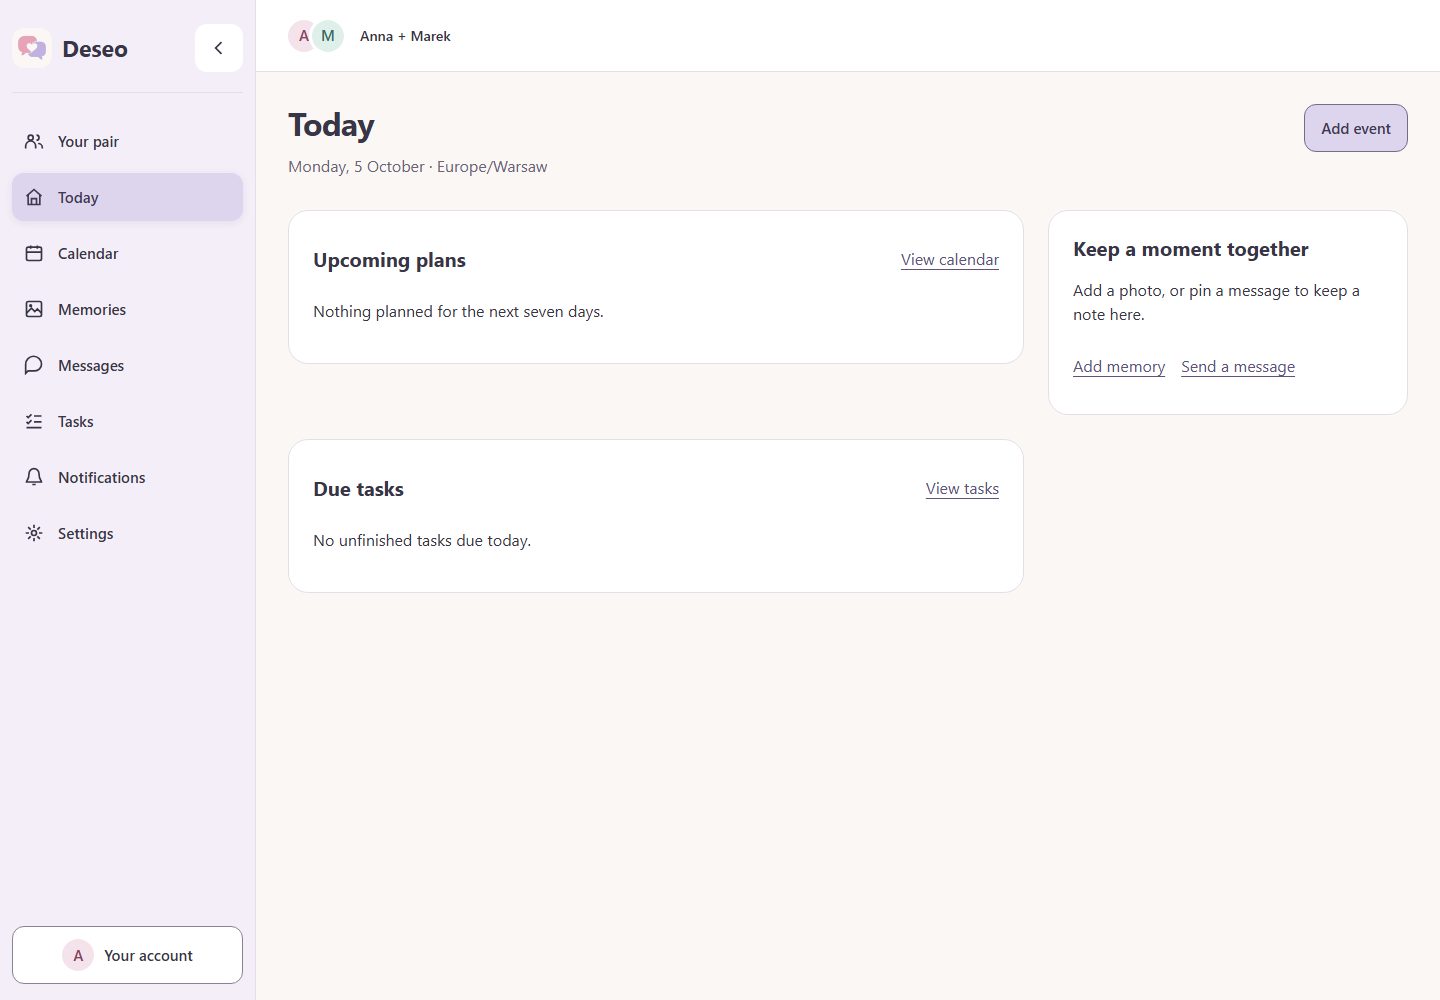 Deseo
Your pair
Today
Calendar
Memories
Messages
Tasks
Notifications
Settings
A Your account
A M Anna + Marek
Today
Monday, 5 October · Europe/Warsaw
Add event
Upcoming plans
View calendar
Nothing planned for the next seven days.
Keep a moment together
Add a photo, or pin a message to keep a
note here.
Add memory Send a message
Due tasks
View tasks
No unfinished tasks due today.